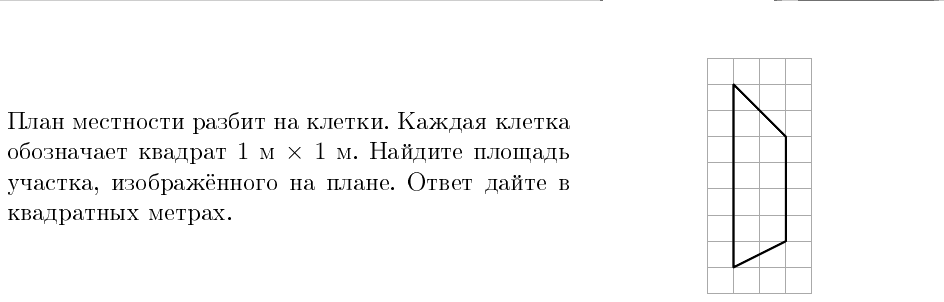 План местности разбит на клетки. Каждая клетка
обозначает квадрат 1 м × 1 м. Найдите площадь
участка, изображённого на плане. Ответ дайте в
квадратных метрах.